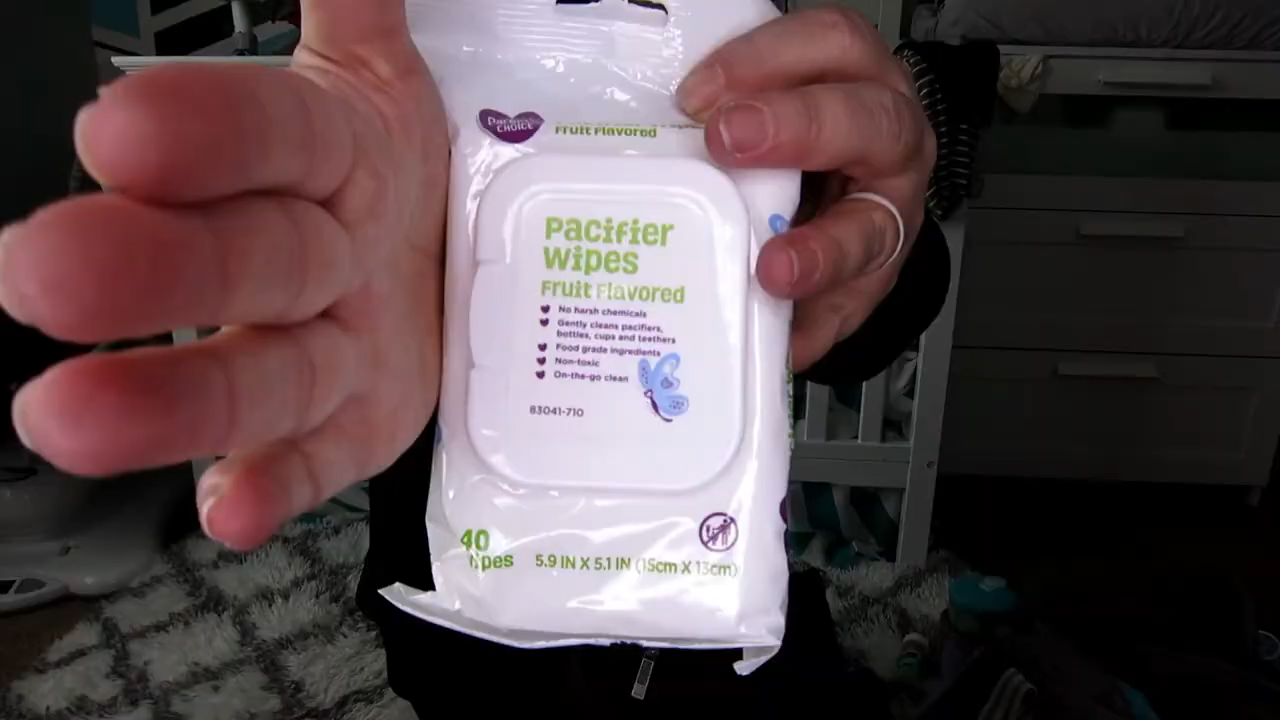 Parent's
CHOICE
Fruit Flavored
Pacifier
wipes
Fruit Flavored
No harsh chemicals
Gently cleans pacifiers,
bottles, cups and teethers
Food grade ingredients
Non-toxic
On-the-go clean
83041-710
40
wipes
5.9 IN X 5.1 IN (15cm X 13cm)